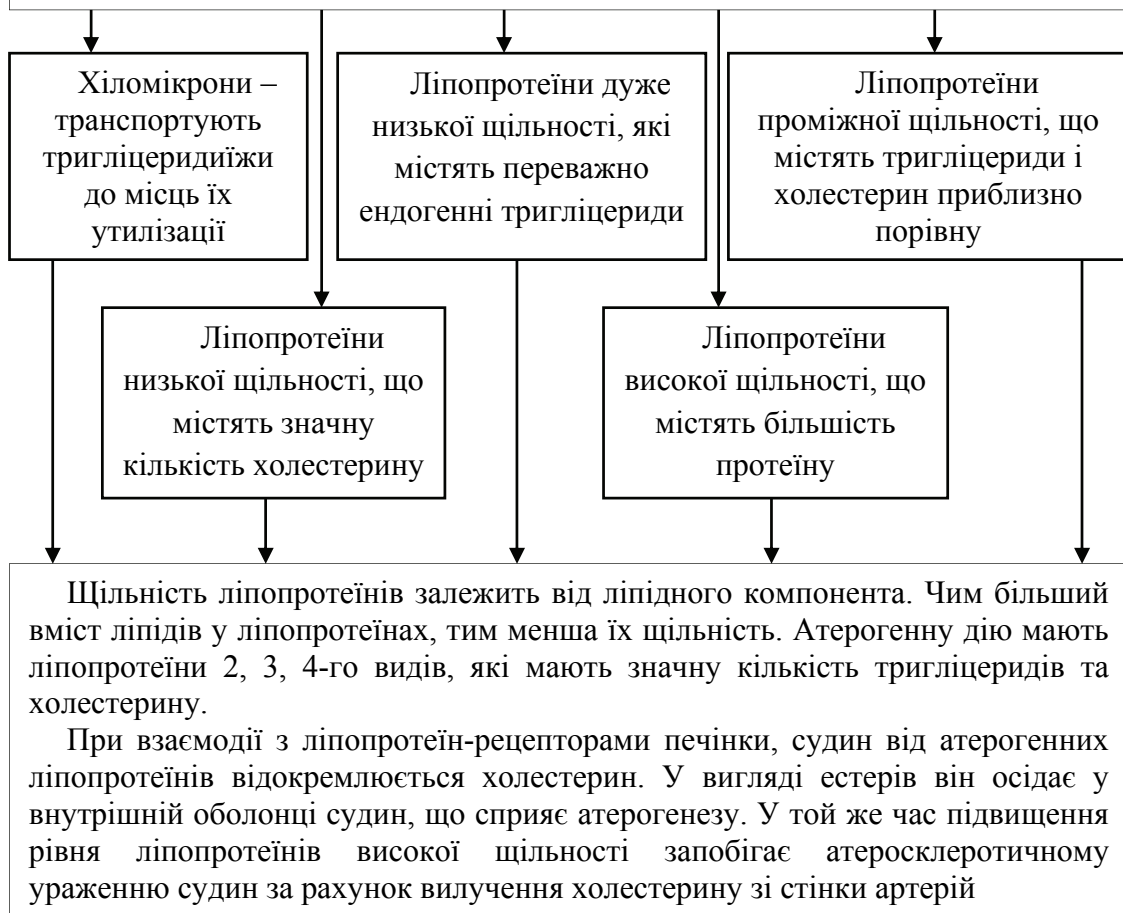 Хіломікрони –
транспортують
тригліцеридиїжи
до місць їх
утилізації
Ліпопротеїни дуже
низької щільності, які
містять переважно
ендогенні тригліцериди
Ліпопротеїни
проміжної щільності, що
містять тригліцериди і
холестерин приблизно
порівну
Ліпопротеїни
низької щільності, що
містять значну
кількість холестерину
Ліпопротеїни
високої щільності, що
містять більшість
протеїну
Щільність ліпопротеїнів залежить від ліпідного компонента. Чим більший
вміст ліпідів у ліпопротеїнах, тим менша їх щільність. Атерогенну дію мають
ліпопротеїни 2, 3, 4-го видів, які мають значну кількість тригліцеридів та
холестерину.
При взаємодії з ліпопротеїн-рецепторами печінки, судин від атерогенних
ліпопротеїнів відокремлюється холестерин. У вигляді естерів він осідає у
внутрішній оболонці судин, що сприяє атерогенезу. У той же час підвищення
рівня ліпопротеїнів високої щільності запобігає атеросклеротичному
ураженню судин за рахунок вилучення холестерину зі стінки артерій